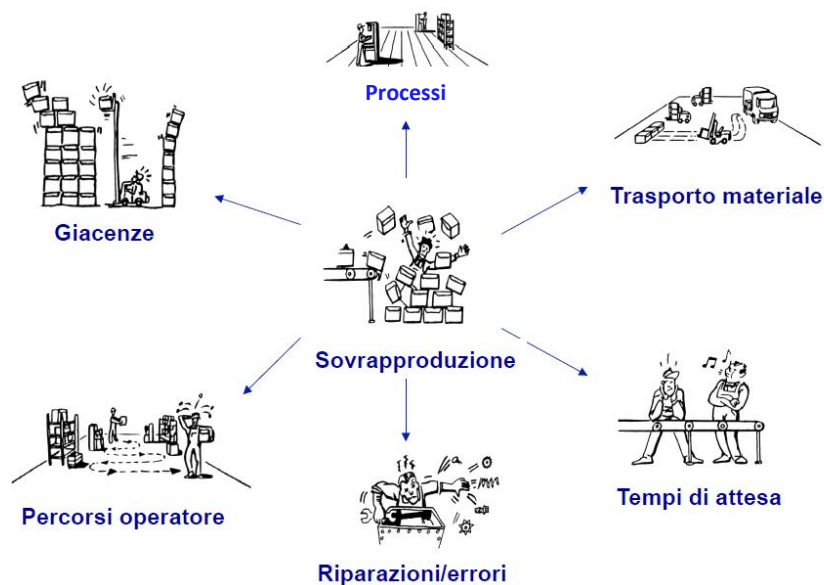 Processi
Trasporto materiale
Giacenze
Sovrapproduzione
Tempi di attesa
Percorsi operatore
Riparazioni/errori